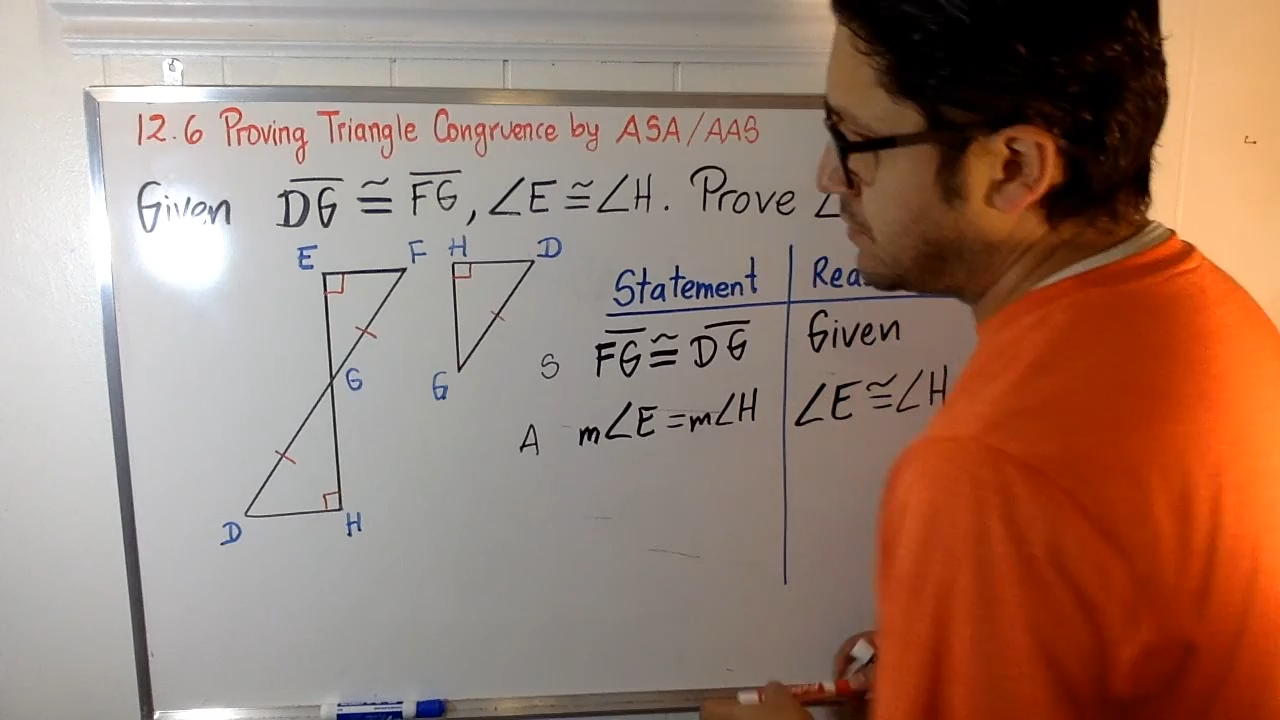 12.6 Proving Triangle Congruence by ASA/AAS
Given DG ≅ FG, ∠E ≅ ∠H. Prove ∠
E F H D
Statement
S FG ≅ DG Given
G G
A m∠E = m∠H ∠E ≅ ∠H
D H